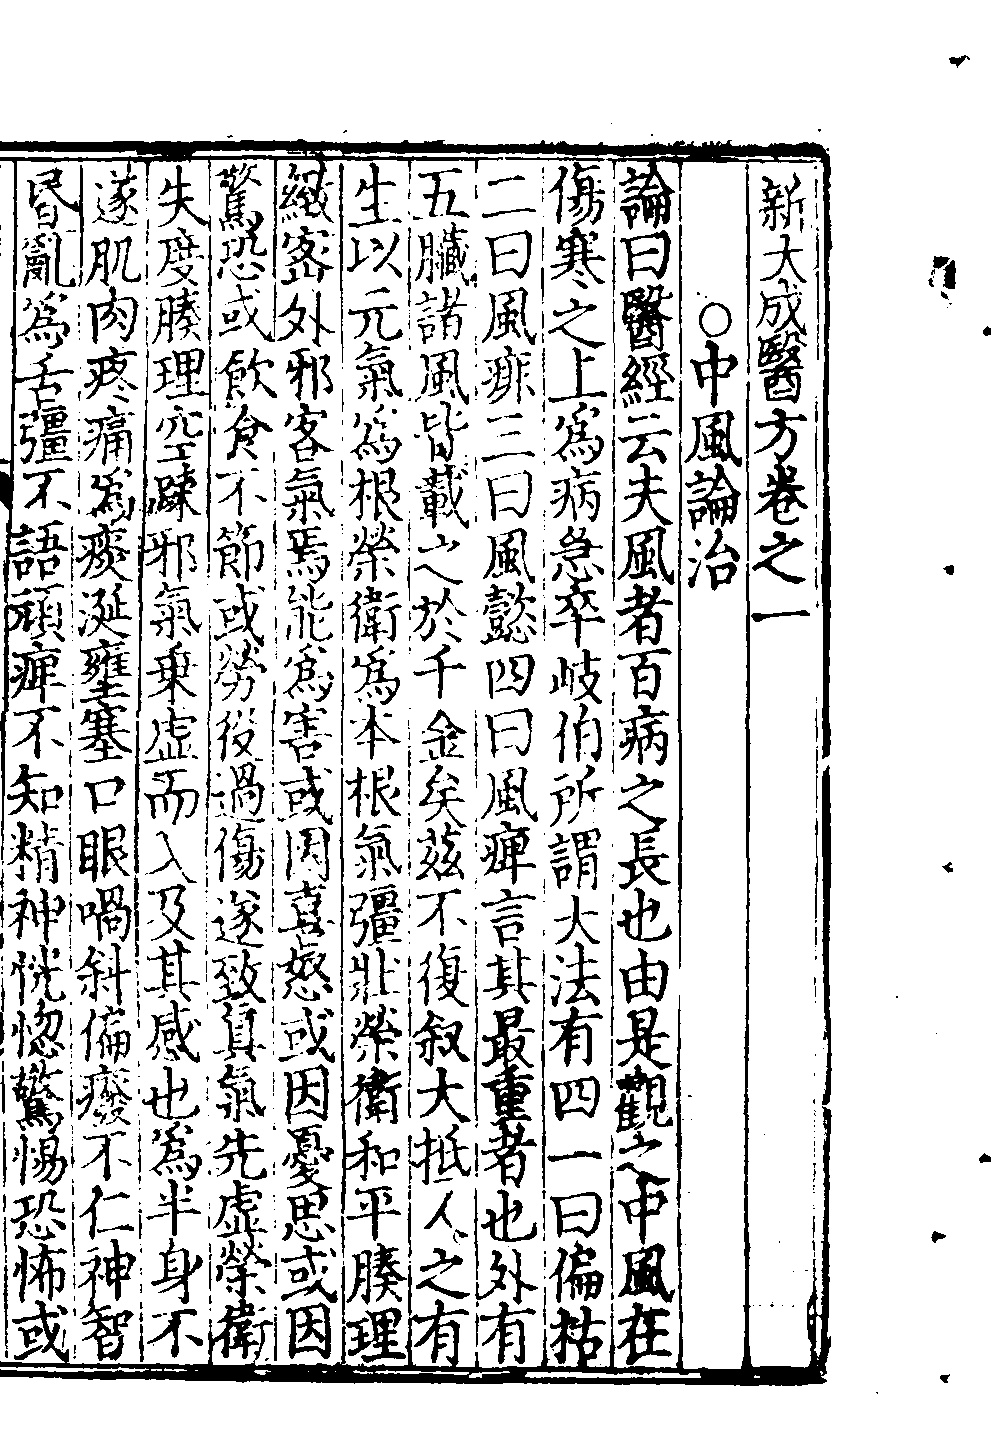 新大成醫方卷之一
○中風論治
論曰醫經云夫風者百病之長也由是觀之中風在
傷寒之上爲病急卒岐伯所謂大法有四一曰偏枯
二曰風痱三曰風懿四曰風痺言其最重者也外有
五臟諸風皆載之於千金矣茲不復叙大抵人之有
生以元氣爲根榮衛爲本根氣彊壯榮衛和平腠理
緻宻外邪客氣焉能爲害或因喜怒或因憂思或因
驚恐或飲食不節或勞役過傷遂致真氣先虛榮衛
失度腠理空踈邪氣乗虛而入及其感也爲半身不
遂肌肉疼痛爲痰涎壅塞口眼喎斜偏癈不仁神智
昬亂爲舌彊不語頑痺不知精神恍惚驚惕恐怖或